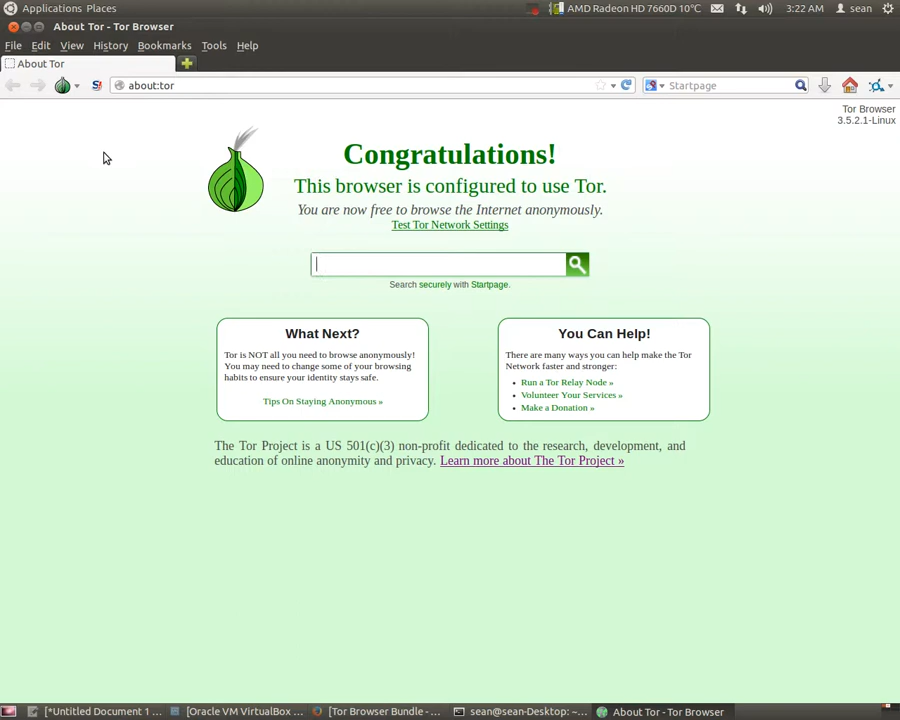 Applications Places
AMD Radeon HD 7660D 10°C
3:22 AM
sean
About Tor - Tor Browser
File Edit View History Bookmarks Tools Help
About Tor
about:tor
Startpage
Tor Browser
3.5.2.1-Linux
Congratulations!
This browser is configured to use Tor.
You are now free to browse the Internet anonymously.
Test Tor Network Settings
Search securely with Startpage.
What Next?
Tor is NOT all you need to browse anonymously!
You may need to change some of your browsing
habits to ensure your identity stays safe.
Tips On Staying Anonymous »
You Can Help!
There are many ways you can help make the Tor
Network faster and stronger:
• Run a Tor Relay Node »
• Volunteer Your Services »
• Make a Donation »
The Tor Project is a US 501(c)(3) non-profit dedicated to the research, development, and
education of online anonymity and privacy. Learn more about The Tor Project »
[*Untitled Document 1 ...
[Oracle VM VirtualBox ...
[Tor Browser Bundle - ...
sean@sean-Desktop: ~...
About Tor - Tor Browser